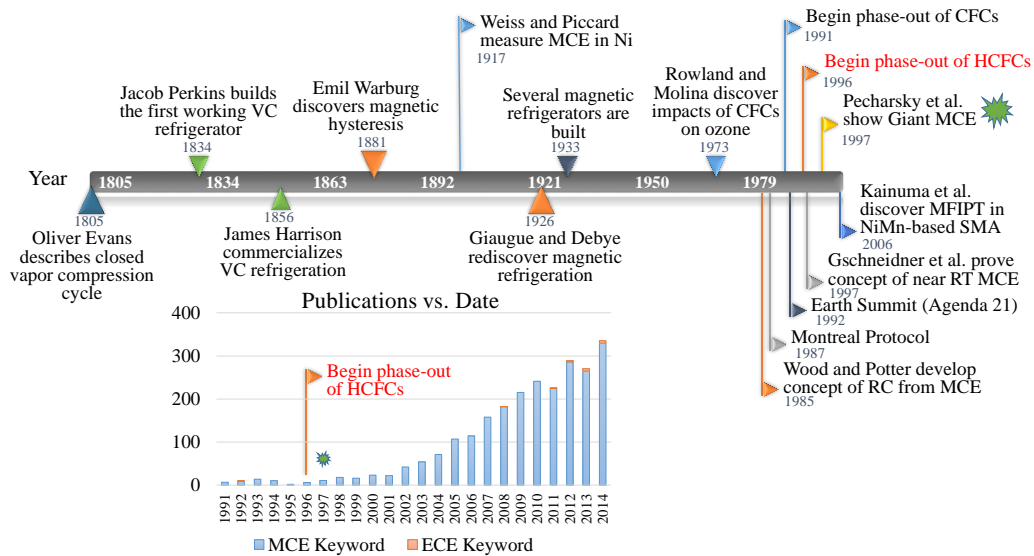 Weiss and Piccard
measure MCE in Ni
1917
Begin phase-out of CFCs
1991
Begin phase-out of HCFCs
1996
Jacob Perkins builds
the first working VC
refrigerator
1834
Emil Warburg
discovers magnetic
hysteresis
1881
Several magnetic
refrigerators are
built
1933
Rowland and
Molina discover
impacts of CFCs
on ozone
1973
Pecharsky et al.
show Giant MCE
1997
Year
1805 1834 1863 1892 1921 1950 1979
1805
Oliver Evans
describes closed
vapor compression
cycle
1856
James Harrison
commercializes
VC refrigeration
1926
Giaugue and Debye
rediscover magnetic
refrigeration
Kainuma et al.
discover MFIPT in
NiMn-based SMA
2006
Gschneidner et al. prove
concept of near RT MCE
1997
Earth Summit (Agenda 21)
1992
Montreal Protocol
1987
Wood and Potter develop
concept of RC from MCE
1985
Publications vs. Date
400
300
200
100
0
Begin phase-out
of HCFCs
1991 1992 1993 1994 1995 1996 1997 1998 1999 2000 2001 2002 2003 2004 2005 2006 2007 2008 2009 2010 2011 2012 2013 2014
MCE Keyword ECE Keyword